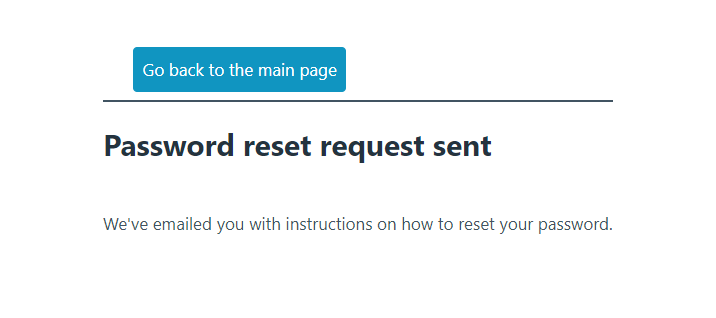 Go back to the main page
Password reset request sent
We've emailed you with instructions on how to reset your password.